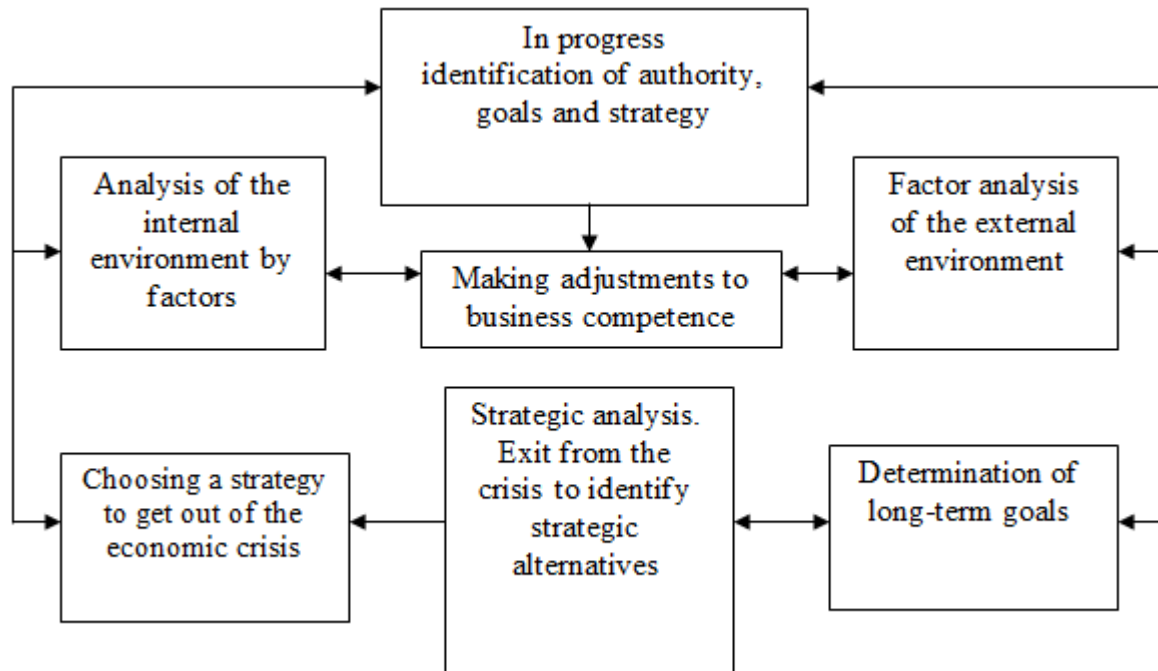 In progress
identification of authority,
goals and strategy
Analysis of the
internal
environment by
factors
Making adjustments to
business competence
Factor analysis
of the external
environment
Choosing a strategy
to get out of the
economic crisis
Strategic analysis.
Exit from the
crisis to identify
strategic
alternatives
Determination of
long-term goals